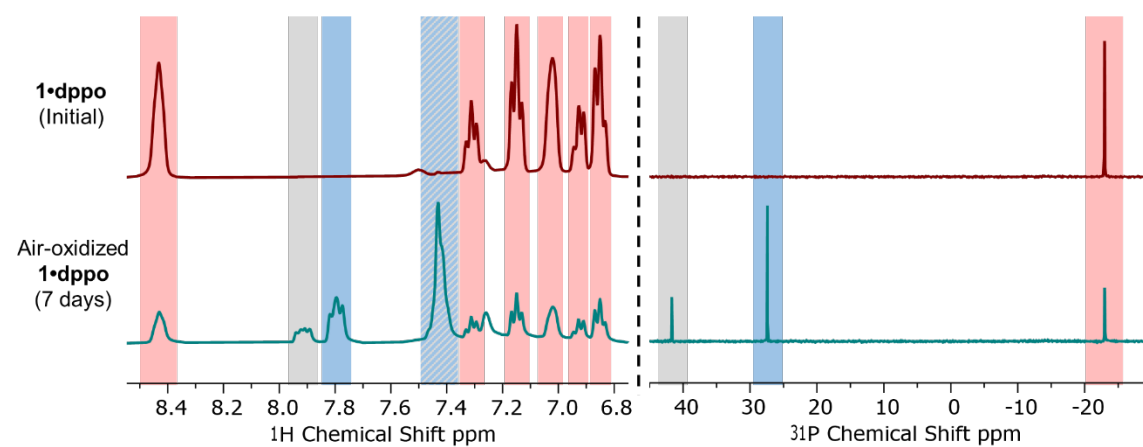 1•dppo
(Initial)
Air-oxidized
1•dppo
(7 days)
8.4 8.2 8.0 7.8 7.6 7.4 7.2 7.0 6.8
40 30 20 10 0 -10 -20
1H Chemical Shift ppm
31P Chemical Shift ppm